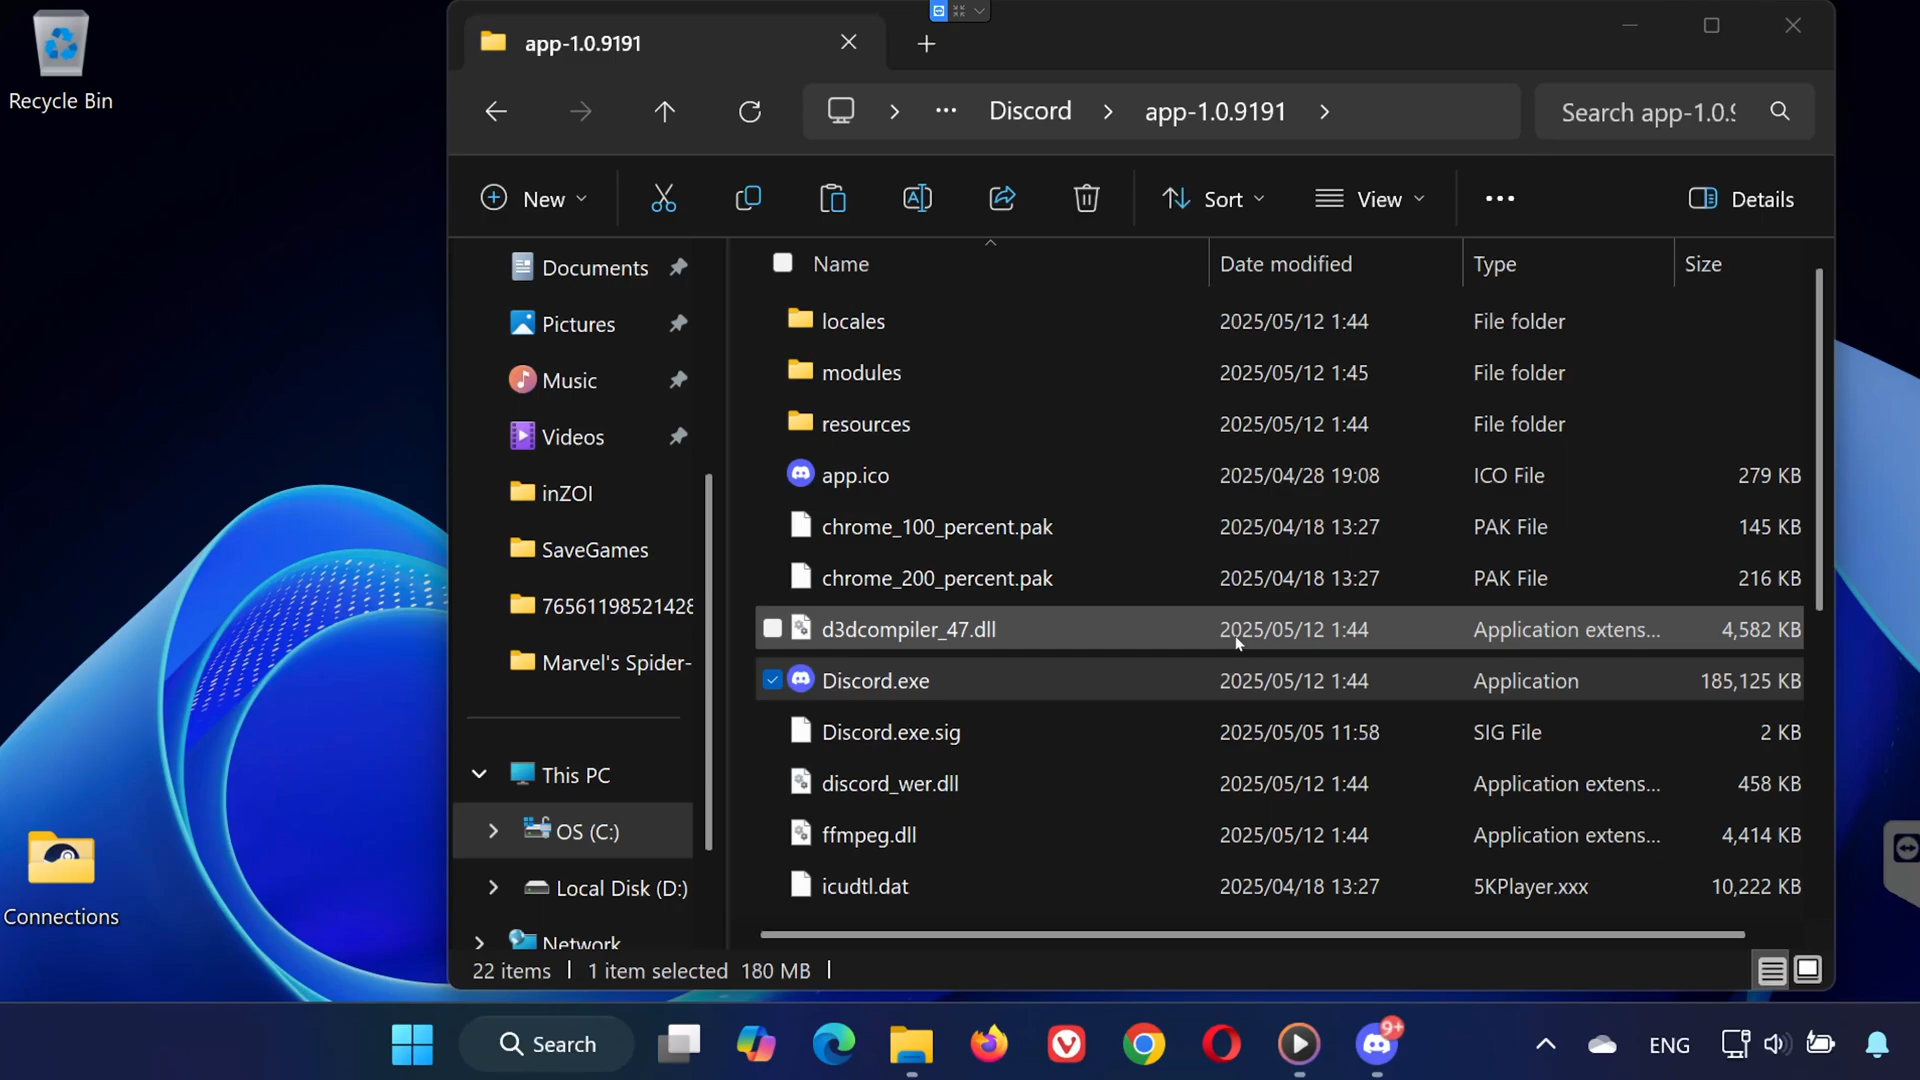 Recycle Bin
app-1.0.9191
Discord
app-1.0.9191
Search app-1.0.9
New
Sort
View
Details
Name
Date modified
Type
Size
Documents
Pictures
Music
Videos
inZOI
SaveGames
76561198521428
Marvel's Spider-
This PC
OS (C:)
Local Disk (D:)
Network
locales 2025/05/12 1:44 File folder
modules 2025/05/12 1:45 File folder
resources 2025/05/12 1:44 File folder
app.ico 2025/04/28 19:08 ICO File 279 KB
chrome_100_percent.pak 2025/04/18 13:27 PAK File 145 KB
chrome_200_percent.pak 2025/04/18 13:27 PAK File 216 KB
d3dcompiler_47.dll 2025/05/12 1:44 Application extens... 4,582 KB
Discord.exe 2025/05/12 1:44 Application 185,125 KB
Discord.exe.sig 2025/05/05 11:58 SIG File 2 KB
discord_wer.dll 2025/05/12 1:44 Application extens... 458 KB
ffmpeg.dll 2025/05/12 1:44 Application extens... 4,414 KB
icudtl.dat 2025/04/18 13:27 5KPlayer.xxx 10,222 KB
22 items 1 item selected 180 MB
Connections
Search
9+
ENG